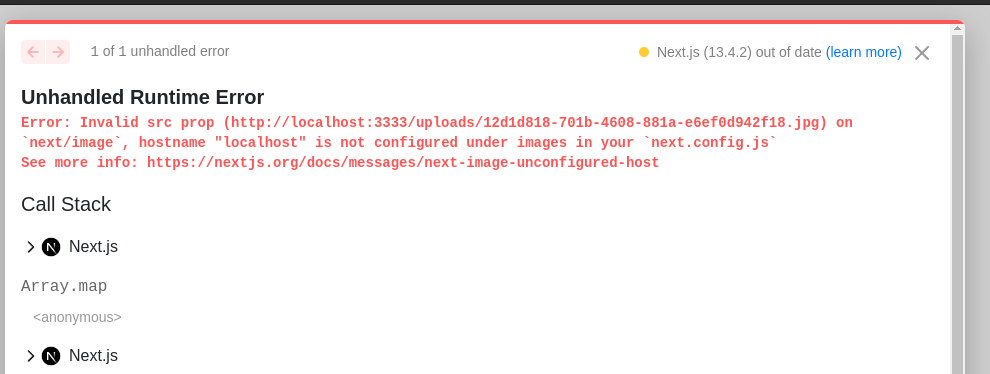 1 of 1 unhandled error
Next.js (13.4.2) out of date (learn more)
Unhandled Runtime Error
Error: Invalid src prop (http://localhost:3333/uploads/12d1d818-701b-4608-881a-e6ef0d942f18.jpg) on
`next/image`, hostname "localhost" is not configured under images in your `next.config.js`
See more info: https://nextjs.org/docs/messages/next-image-unconfigured-host
Call Stack
N Next.js
Array.map
<anonymous>
N Next.js